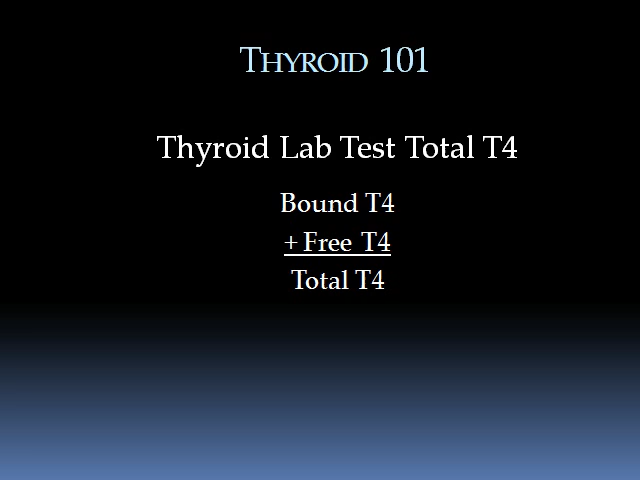 THYROID 101
Thyroid Lab Test Total T4
Bound T4
+ Free T4
Total T4